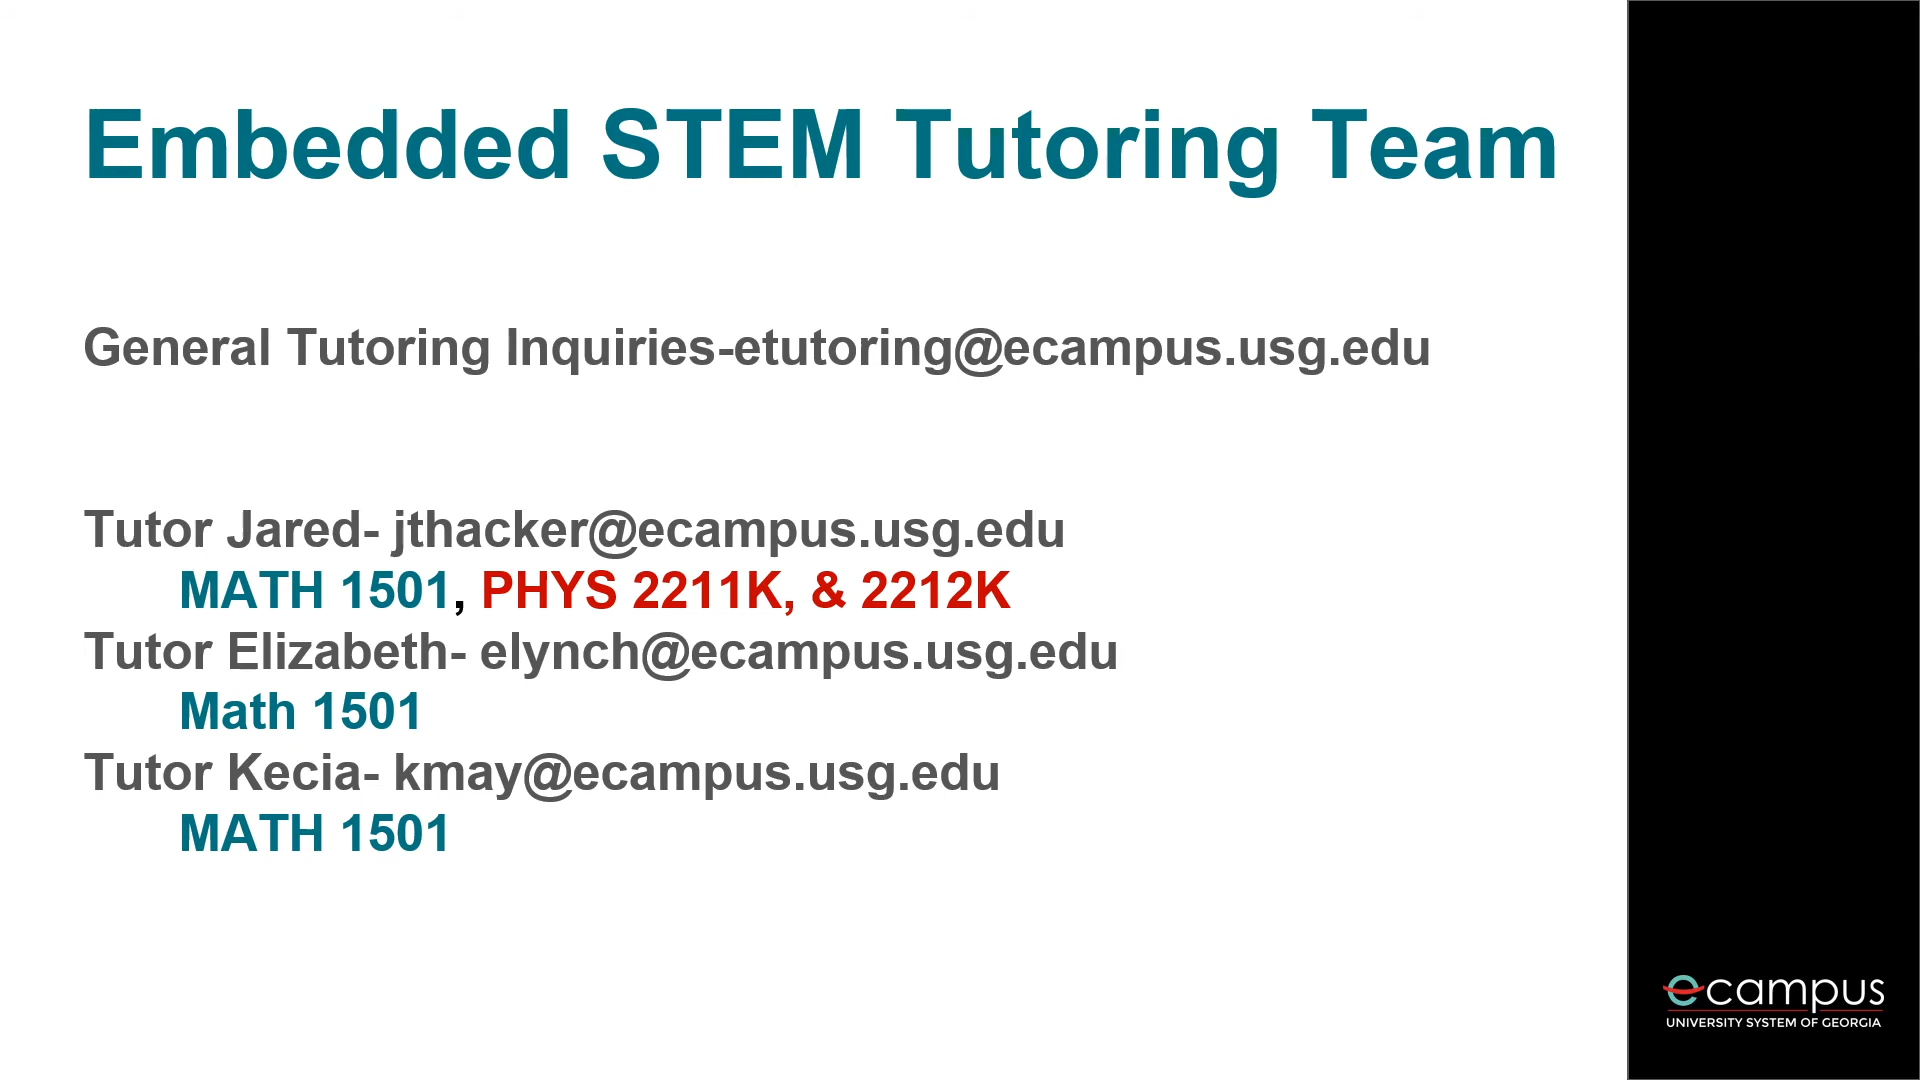 Embedded STEM Tutoring Team
General Tutoring Inquiries-etutoring@ecampus.usg.edu
Tutor Jared- jthacker@ecampus.usg.edu
MATH 1501, PHYS 2211K, & 2212K
Tutor Elizabeth- elynch@ecampus.usg.edu
Math 1501
Tutor Kecia- kmay@ecampus.usg.edu
MATH 1501
ecampus
UNIVERSITY SYSTEM OF GEORGIA